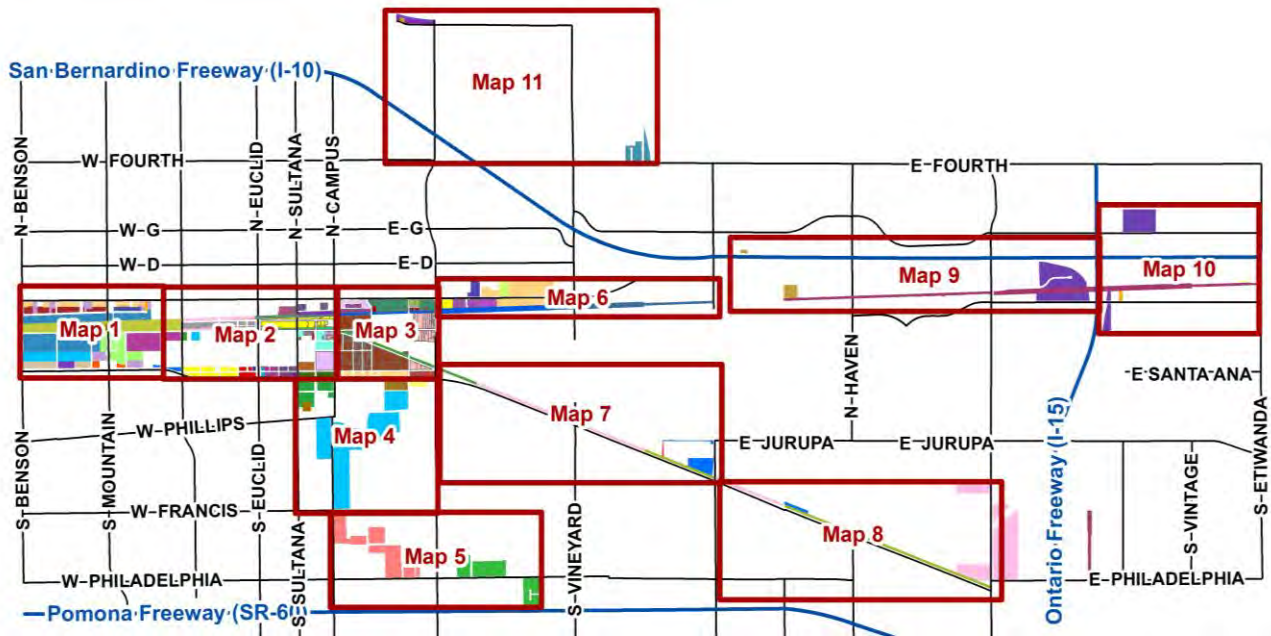 Map 11
San Bernardino Freeway (I-10)
W FOURTH
E FOURTH
N BENSON
N EUCLID
N SULTANA
N CAMPUS
W G
E G
W D
E D
Map 9
Map 10
Map 6
Map 1
Map 2
Map 3
N HAVEN
E SANTA ANA
Map 7
W PHILLIPS
Map 4
E JURUPA
E JURUPA
S BENSON
S MOUNTAIN
S EUCLID
Ontario Freeway (I-15)
S VINTAGE
S ETIWANDA
W FRANCIS
Map 8
S SULTANA
Map 5
S VINEYARD
W PHILADELPHIA
E PHILADELPHIA
Pomona Freeway (SR-60)